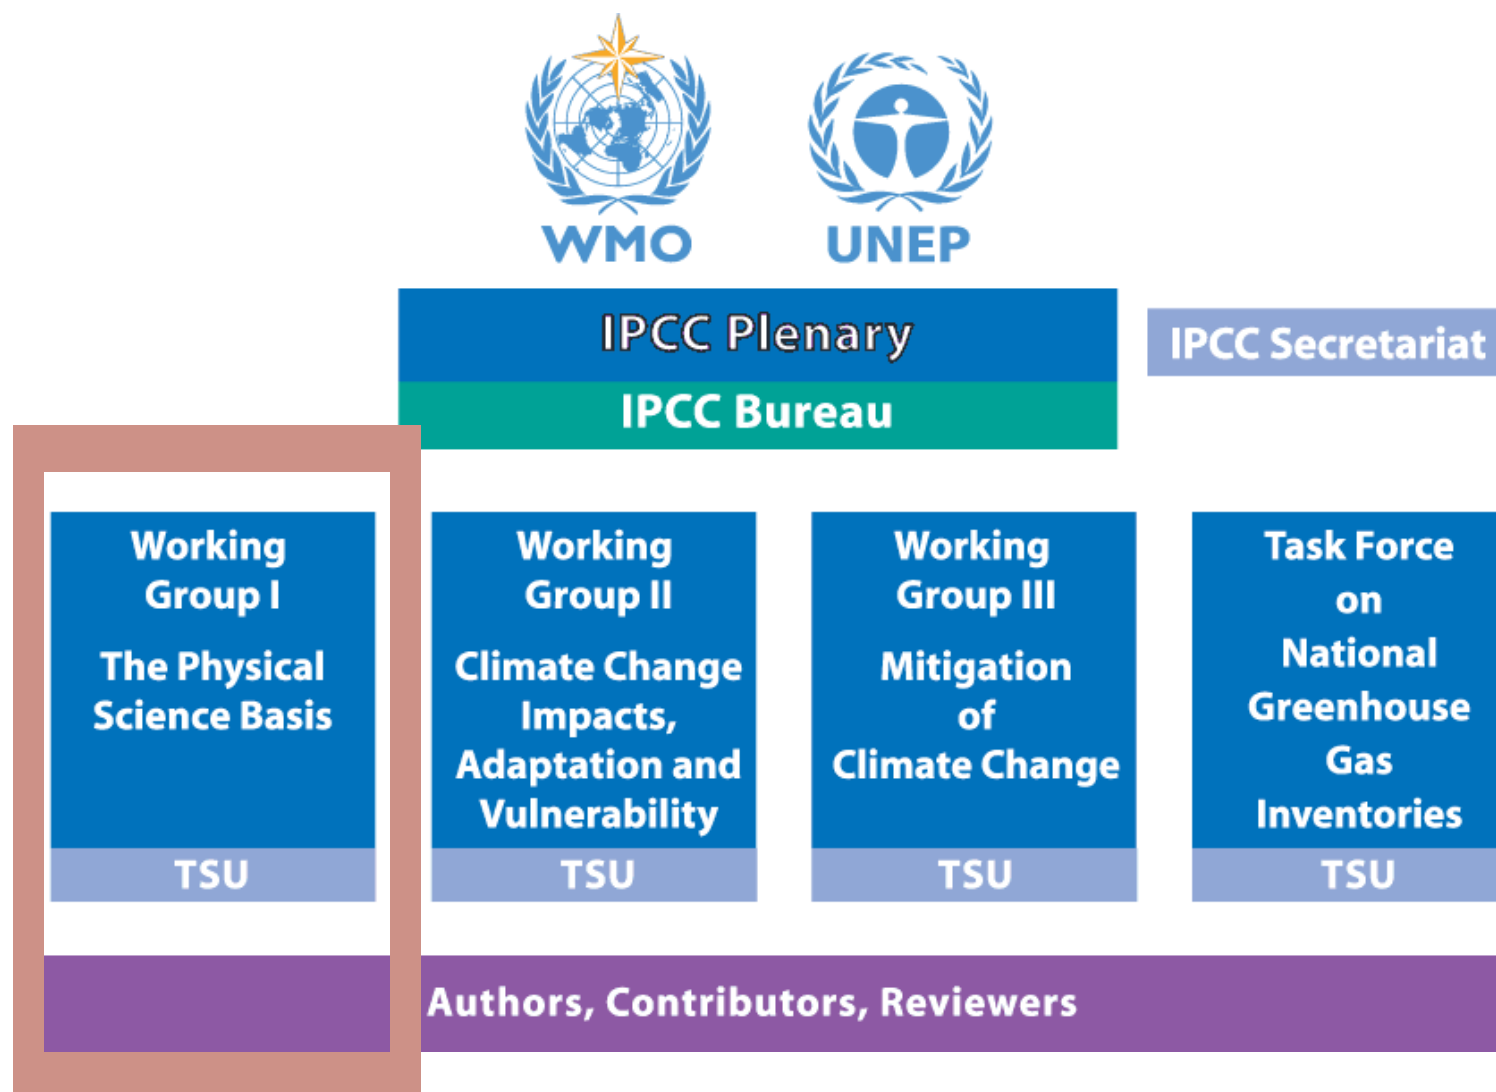 WMO
UNEP
IPCC Plenary
IPCC Secretariat
IPCC Bureau
Working
Group I
The Physical
Science Basis
TSU
Working
Group II
Climate Change
Impacts,
Adaptation and
Vulnerability
TSU
Working
Group III
Mitigation
of
Climate Change
TSU
Task Force
on
National
Greenhouse
Gas
Inventories
TSU
Authors, Contributors, Reviewers